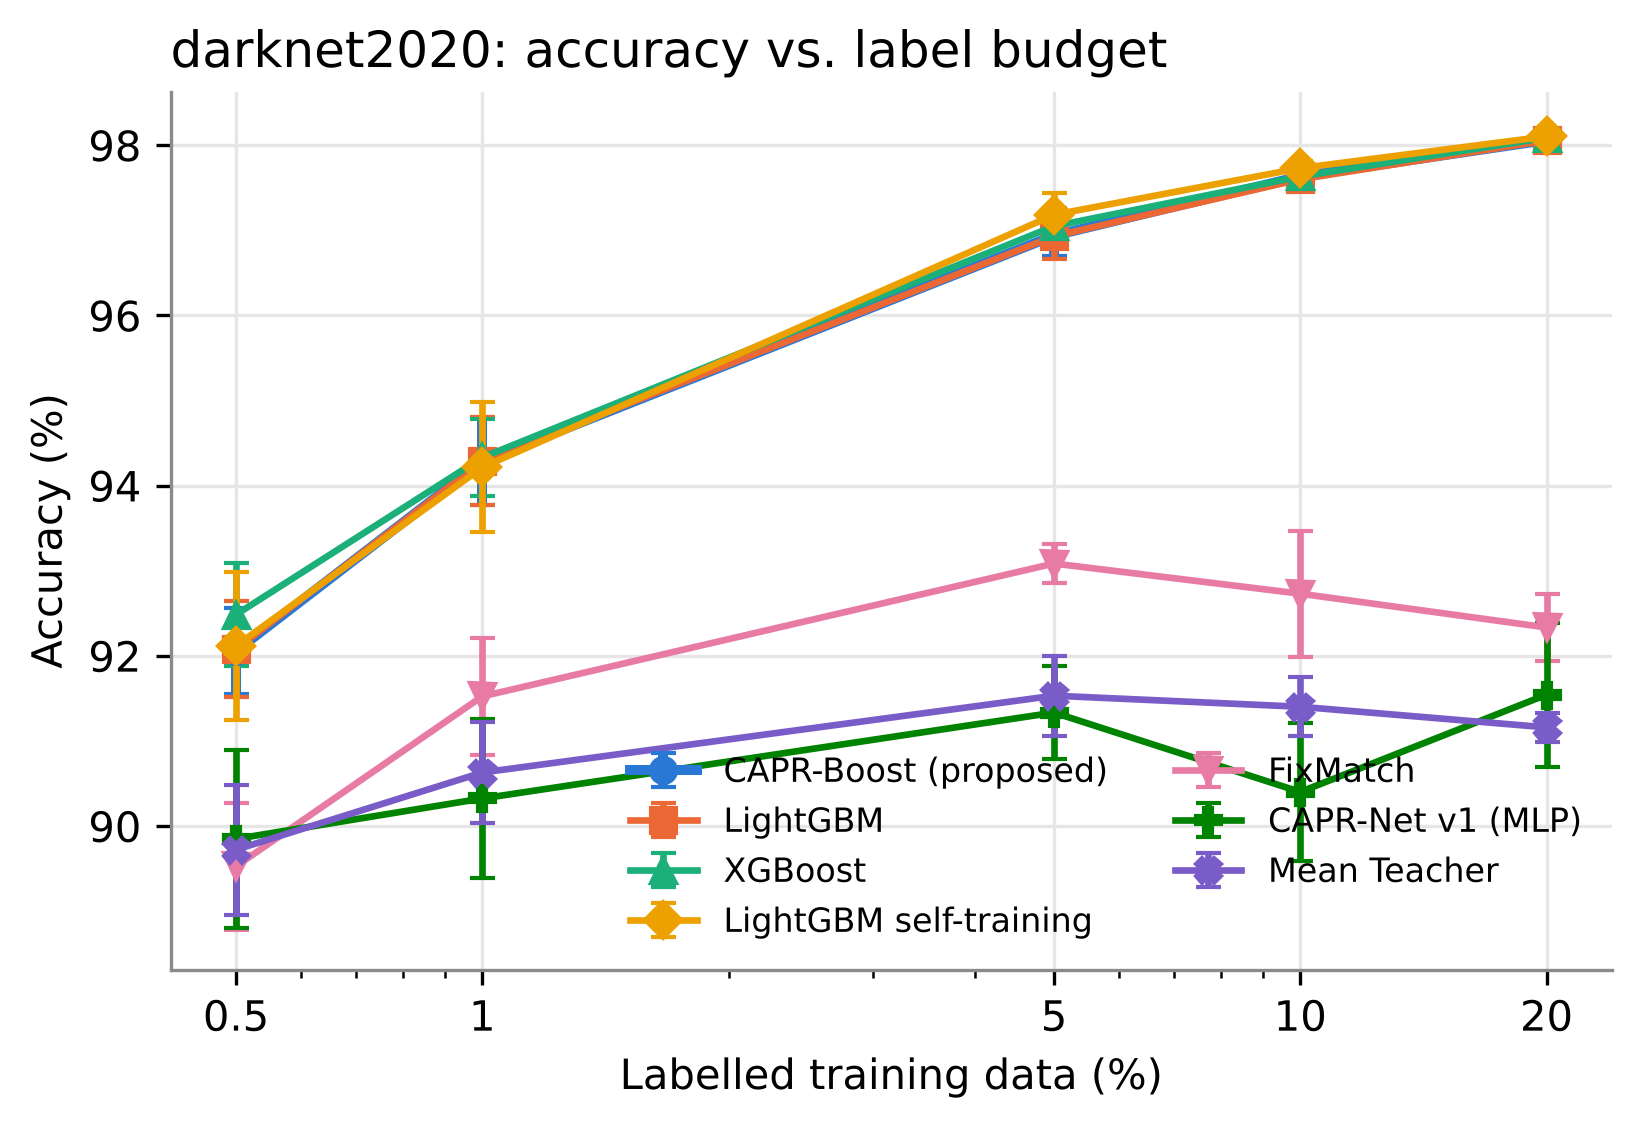 darknet2020: accuracy vs. label budget
Accuracy (%)
98
96
94
92
90
CAPR-Boost (proposed)
LightGBM
XGBoost
LightGBM self-training
FixMatch
CAPR-Net v1 (MLP)
Mean Teacher
0.5 1 5 10 20
Labelled training data (%)